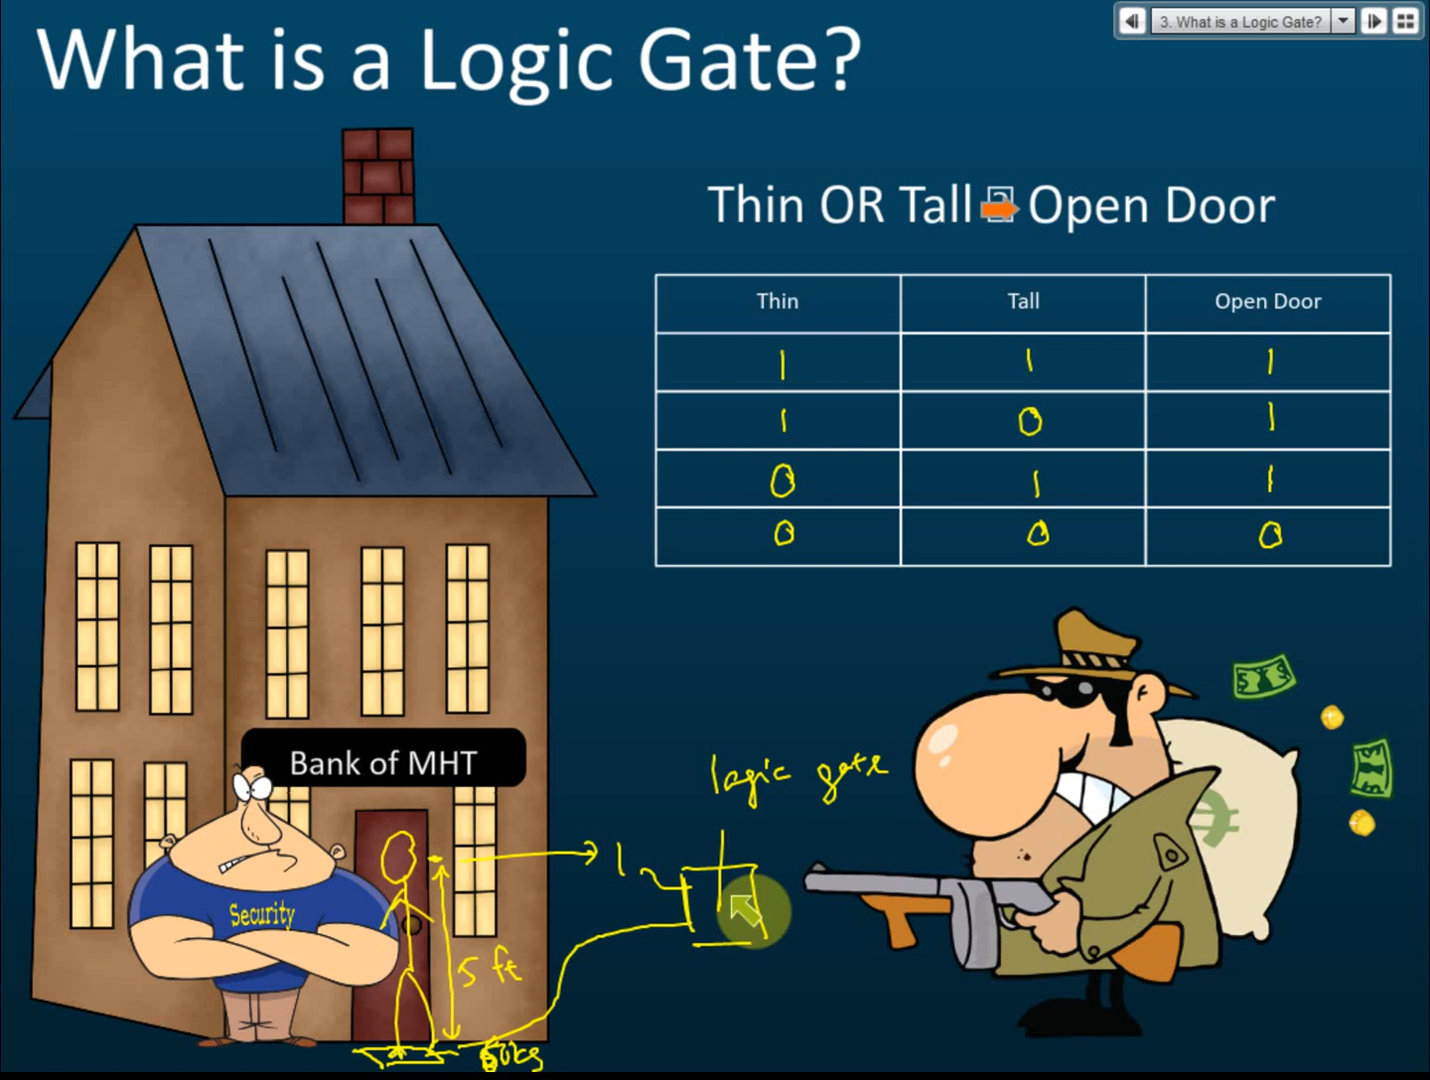 3. What is a Logic Gate?
What is a Logic Gate?
Thin OR Tall Open Door
Thin Tall Open Door
1 1 1
1 0 1
0 1 1
0 0 0
Bank of MHT
logic gate
1
Security
5 ft